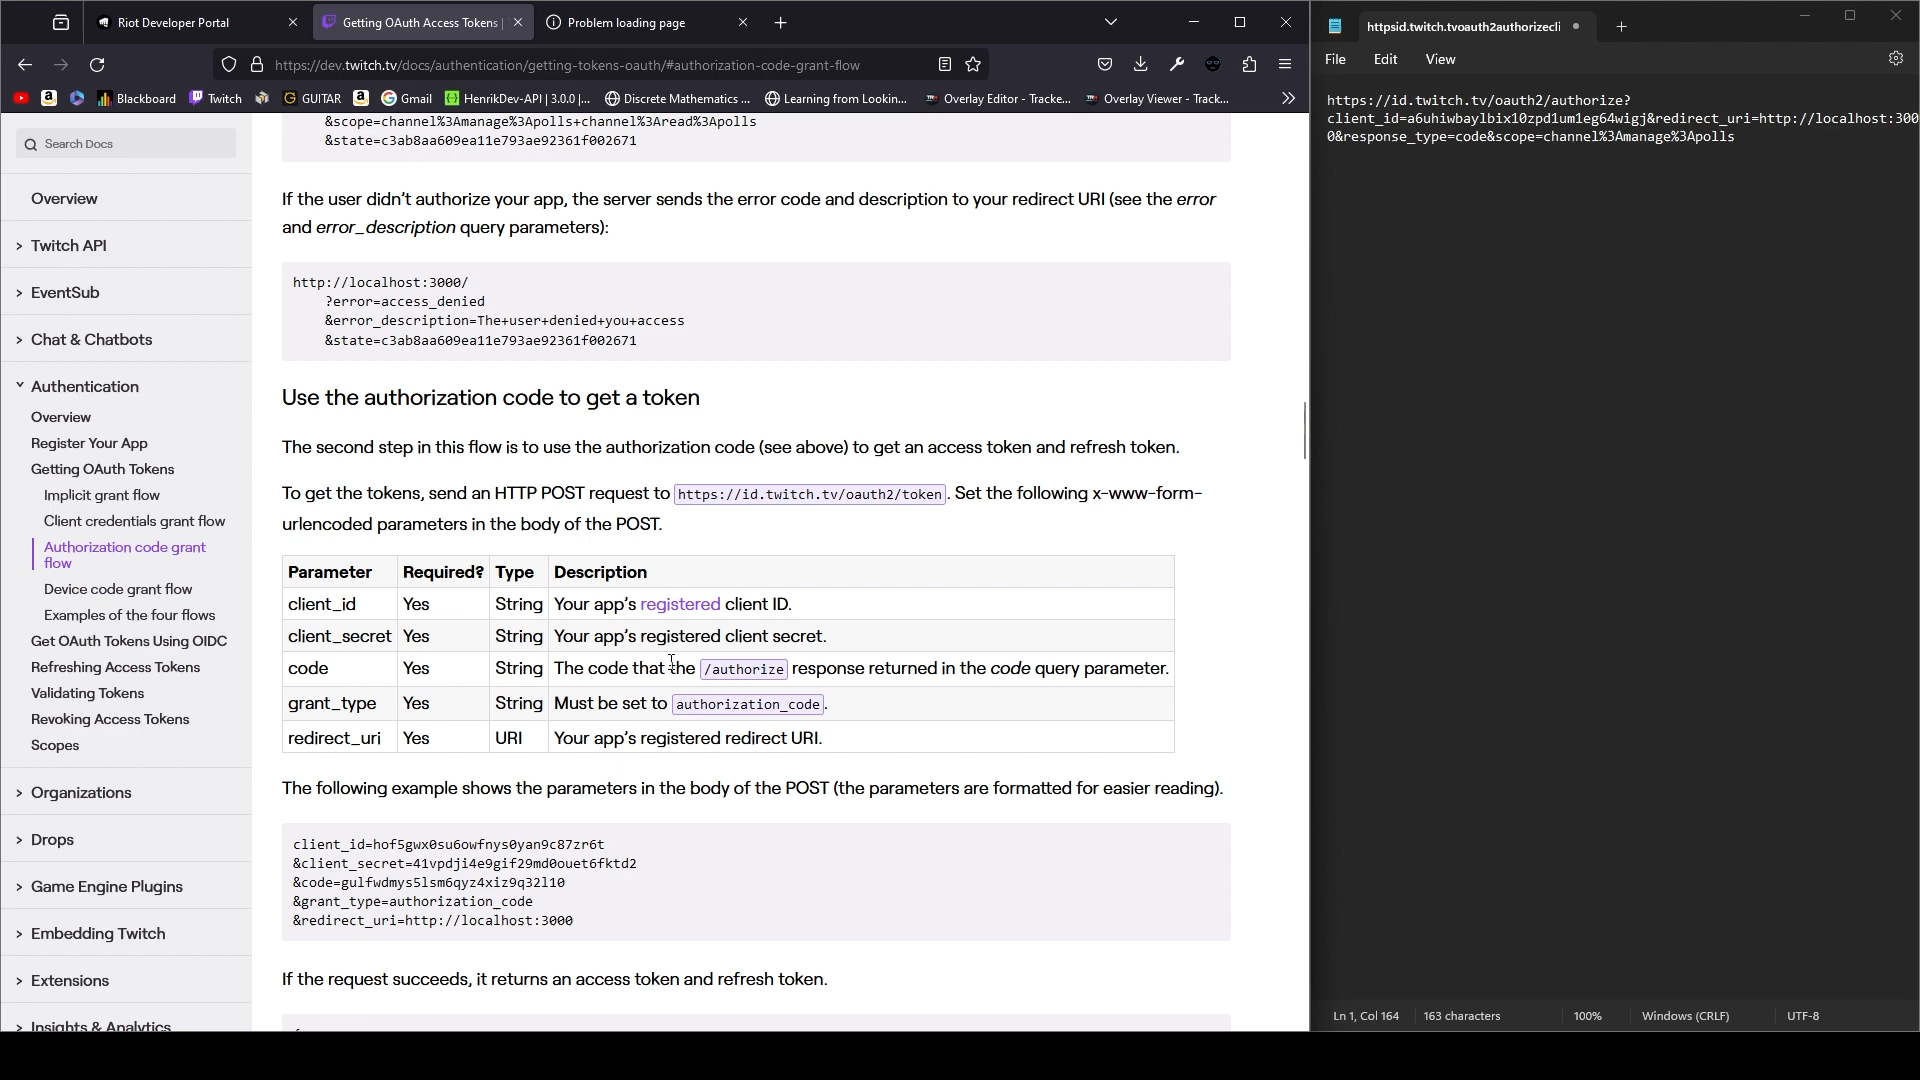 Riot Developer Portal
Getting OAuth Access Tokens |
Problem loading page
https://dev.twitch.tv/docs/authentication/getting-tokens-oauth/#authorization-code-grant-flow
Blackboard
Twitch
GUITAR
Gmail
HenrikDev-API | 3.0.0 |...
Discrete Mathematics ...
Learning from Lookin...
Overlay Editor - Tracke...
Overlay Viewer - Track...
Search Docs
Overview
Twitch API
EventSub
Chat & Chatbots
Authentication
Overview
Register Your App
Getting OAuth Tokens
Implicit grant flow
Client credentials grant flow
Authorization code grant
flow
Device code grant flow
Examples of the four flows
Get OAuth Tokens Using OIDC
Refreshing Access Tokens
Validating Tokens
Revoking Access Tokens
Scopes
Organizations
Drops
Game Engine Plugins
Embedding Twitch
Extensions
Insights & Analytics
&scope=channel%3Amanage%3Apolls+channel%3Aread%3Apolls
&state=c3ab8aa609ea11e793ae92361f002671
If the user didn’t authorize your app, the server sends the error code and description to your redirect URI (see the error
and error_description query parameters):
http://localhost:3000/
?error=access_denied
&error_description=The+user+denied+you+access
&state=c3ab8aa609ea11e793ae92361f002671
Use the authorization code to get a token
The second step in this flow is to use the authorization code (see above) to get an access token and refresh token.
To get the tokens, send an HTTP POST request to https://id.twitch.tv/oauth2/token. Set the following x-www-form-
urlencoded parameters in the body of the POST.
Parameter Required? Type Description
client_id Yes String Your app’s registered client ID.
client_secret Yes String Your app’s registered client secret.
code Yes String The code that the /authorize response returned in the code query parameter.
grant_type Yes String Must be set to authorization_code.
redirect_uri Yes URI Your app’s registered redirect URI.
The following example shows the parameters in the body of the POST (the parameters are formatted for easier reading).
client_id=hof5gwx0su6owfnys0yan9c87zr6t
&client_secret=41vpdji4e9gif29md0ouet6fktd2
&code=gulfwdmys5lsm6qyz4xiz9q32l10
&grant_type=authorization_code
&redirect_uri=http://localhost:3000
If the request succeeds, it returns an access token and refresh token.
httpsid.twitch.tvoauth2authorizecli
File Edit View
https://id.twitch.tv/oauth2/authorize?
client_id=a6uhiwbaylbix10zpd1um1eg64wigj&redirect_uri=http://localhost:300
0&response_type=code&scope=channel%3Amanage%3Apolls
Ln 1, Col 164 163 characters 100% Windows (CRLF) UTF-8